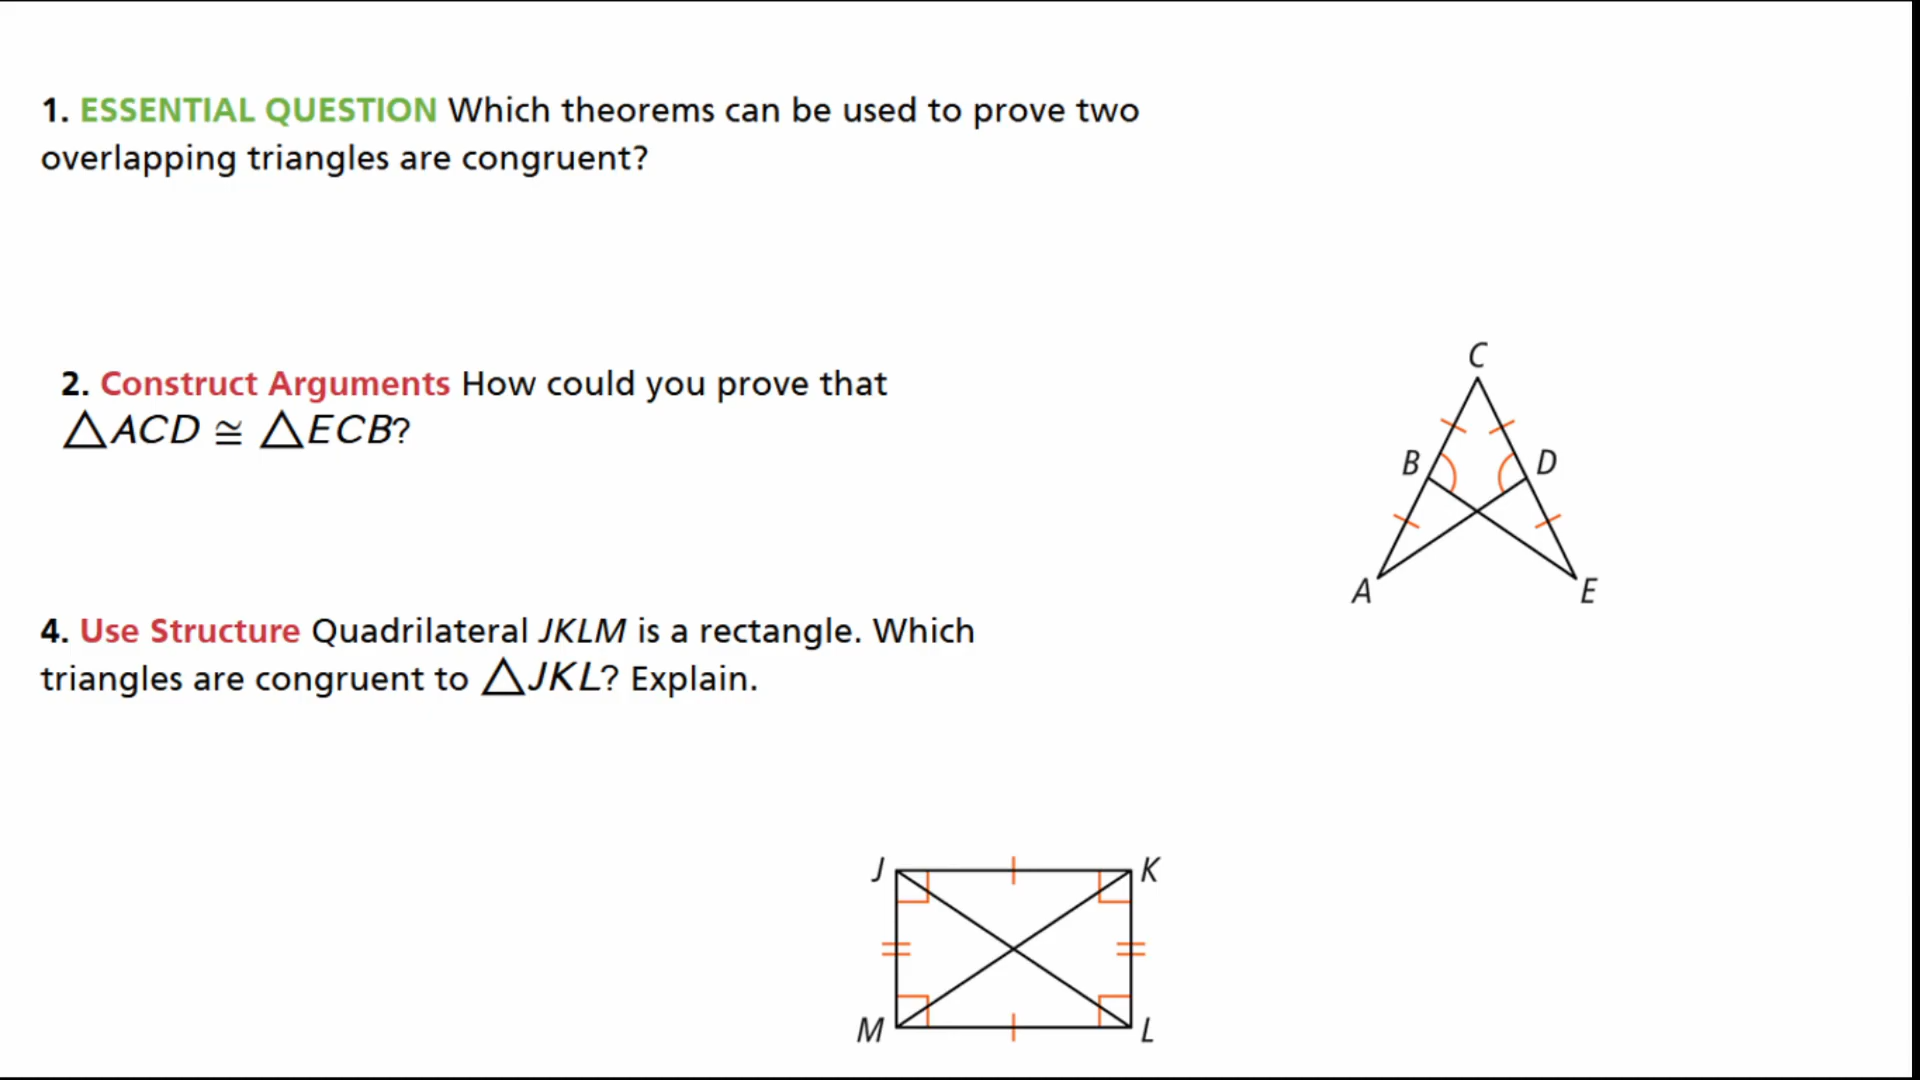 1. ESSENTIAL QUESTION Which theorems can be used to prove two
overlapping triangles are congruent?
2. Construct Arguments How could you prove that
△ACD ≅ △ECB?
C
B
D
A
E
4. Use Structure Quadrilateral JKLM is a rectangle. Which
triangles are congruent to △JKL? Explain.
J
K
M
L